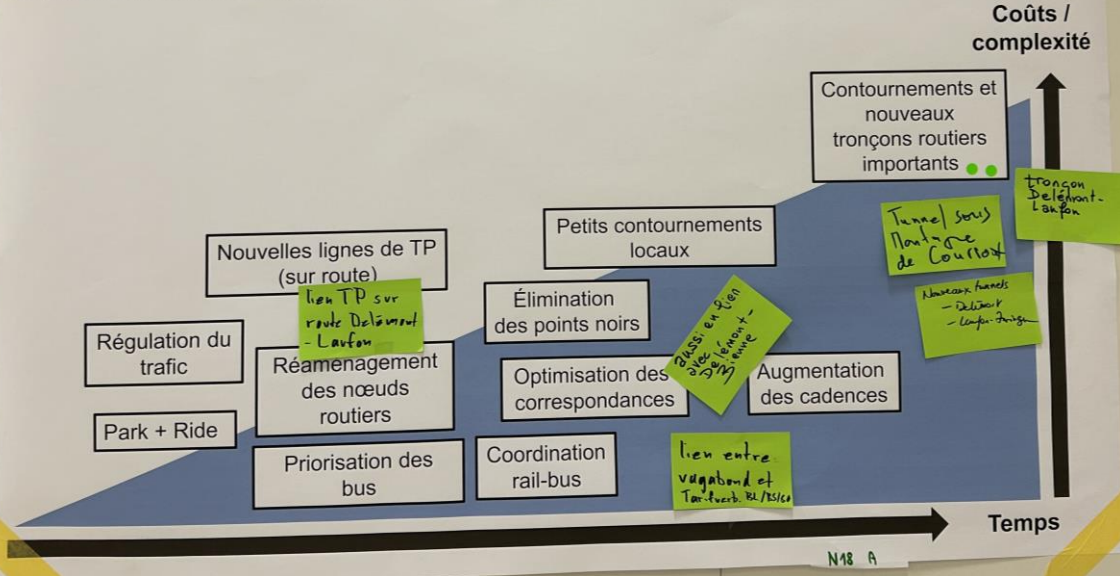 Coûts /
complexité
Contournements et
nouveaux
tronçons routiers
importants
tronçon
Delémont-
Laufon
Tunnel sous
Montagne
de Courroux
Nouveaux tunnels
- Delémont
- Laufon-Zwingen
Petits contournements
locaux
Nouvelles lignes de TP
(sur route)
lien TP sur
route Delémont
- Laufon
Élimination
des points noirs
aussi en lien
avec
Delémont-
Bienne
Régulation du
trafic
Réaménagement
des nœuds
routiers
Optimisation des
correspondances
Augmentation
des cadences
Park + Ride
Priorisation des
bus
Coordination
rail-bus
lien entre
vagabond et
Tarifverb. BL/BS/SO
Temps
N18 A